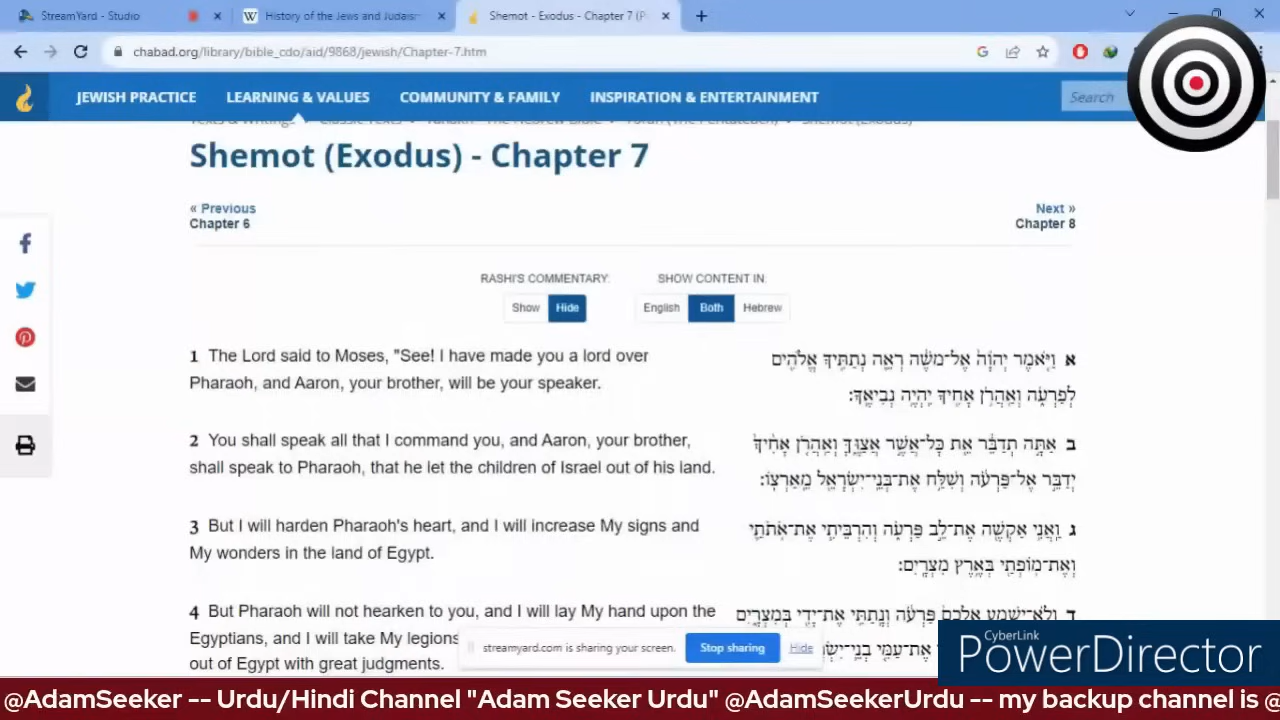 StreamYard - Studio
History of the Jews and Judaism
Shemot - Exodus - Chapter 7 (P
chabad.org/library/bible_cdo/aid/9868/jewish/Chapter-7.htm
JEWISH PRACTICE LEARNING & VALUES COMMUNITY & FAMILY INSPIRATION & ENTERTAINMENT Search
Shemot (Exodus) - Chapter 7
« Previous
Chapter 6
Next »
Chapter 8
RASHI'S COMMENTARY: SHOW CONTENT IN:
Show Hide English Both Hebrew
1 The Lord said to Moses, "See! I have made you a lord over
Pharaoh, and Aaron, your brother, will be your speaker.
א וַיֹּ֤אמֶר יְהֹוָה֙ אֶל־משֶׁ֔ה רְאֵ֛ה נְתַתִּ֥יךָ אֱלֹהִ֖ים
לְפַרְעֹ֑ה וְאַֽהֲרֹ֥ן אָחִ֖יךָ יִֽהְיֶ֥ה נְבִיאֶֽךָ:
2 You shall speak all that I command you, and Aaron, your brother,
shall speak to Pharaoh, that he let the children of Israel out of his land.
ב אַתָּ֣ה תְדַבֵּ֔ר אֵ֖ת כָּל־אֲשֶׁ֣ר אֲצַוֶּ֑ךָּ וְאַֽהֲרֹ֤ן אָחִ֨יךָ֙
יְדַבֵּ֣ר אֶל־פַּרְעֹ֔ה וְשִׁלַּ֥ח אֶת־בְּנֵֽי־יִשְׂרָאֵ֖ל מֵֽאַרְצֽוֹ:
3 But I will harden Pharaoh's heart, and I will increase My signs and
My wonders in the land of Egypt.
ג וַֽאֲנִ֥י אַקְשֶׁ֖ה אֶת־לֵ֣ב פַּרְעֹ֑ה וְהִרְבֵּיתִ֧י אֶת־אֹֽתֹתַ֛י
וְאֶת־מֽוֹפְתַ֖י בְּאֶ֥רֶץ מִצְרָֽיִם:
4 But Pharaoh will not hearken to you, and I will lay My hand upon the
Egyptians, and I will take My legions
out of Egypt with great judgments.
ד וְלֹֽא־יִשְׁמַ֤ע אֲלֵכֶם֙ פַּרְעֹ֔ה וְנָֽתַתִּ֥י אֶת־יָדִ֖י בְּמִצְרָ֑יִם
אֶת־עַמִּ֤י
streamyard.com is sharing your screen. Stop sharing Hide
CyberLink
PowerDirector
@AdamSeeker -- Urdu/Hindi Channel "Adam Seeker Urdu" @AdamSeekerUrdu -- my backup channel is @